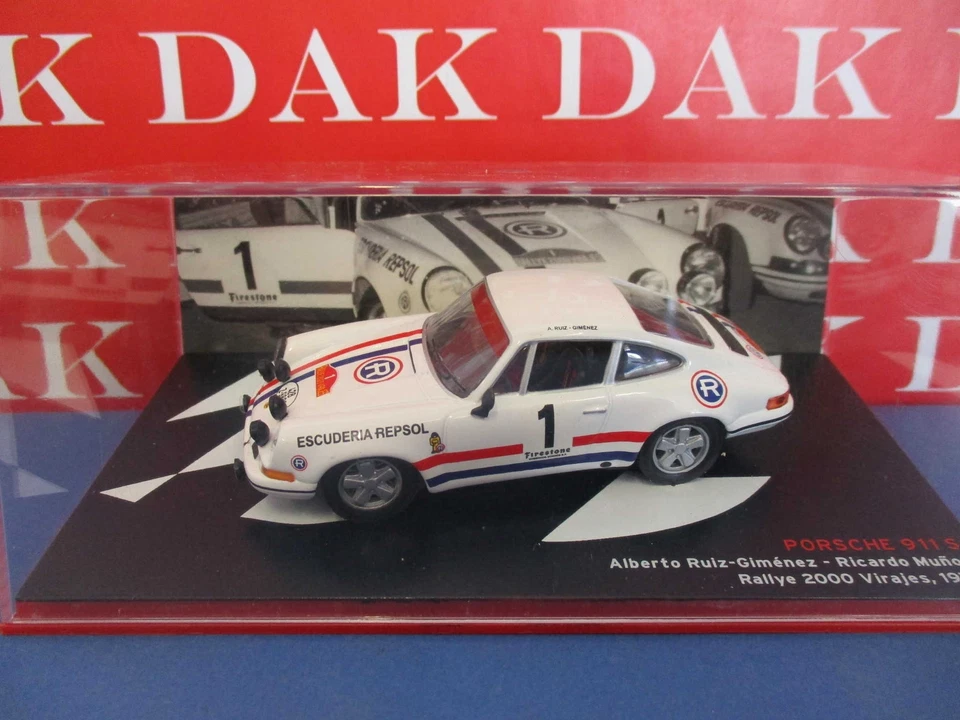 K DAK DAK DAK
1
Firestone
ESCUDERIA REPSOL
R
A. RUIZ - GIMÉNEZ
R
R
ESCUDERIA REPSOL
R
1
Firestone
PORSCHE 911 S
Alberto Ruiz-Giménez - Ricardo Muño
Rallye 2000 Virajes, 19